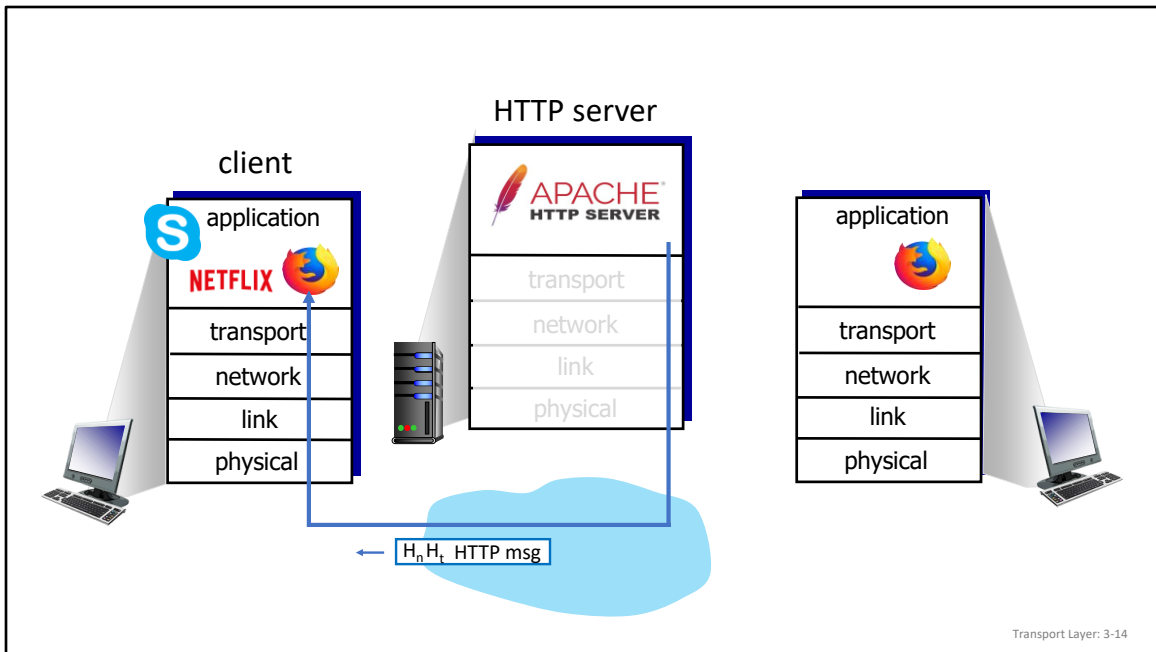 HTTP server
client
APACHE®
HTTP SERVER
S
application
NETFLIX
transport
network
link
physical
transport
network
link
physical
application
transport
network
link
physical
HnHt HTTP msg
Transport Layer: 3-14